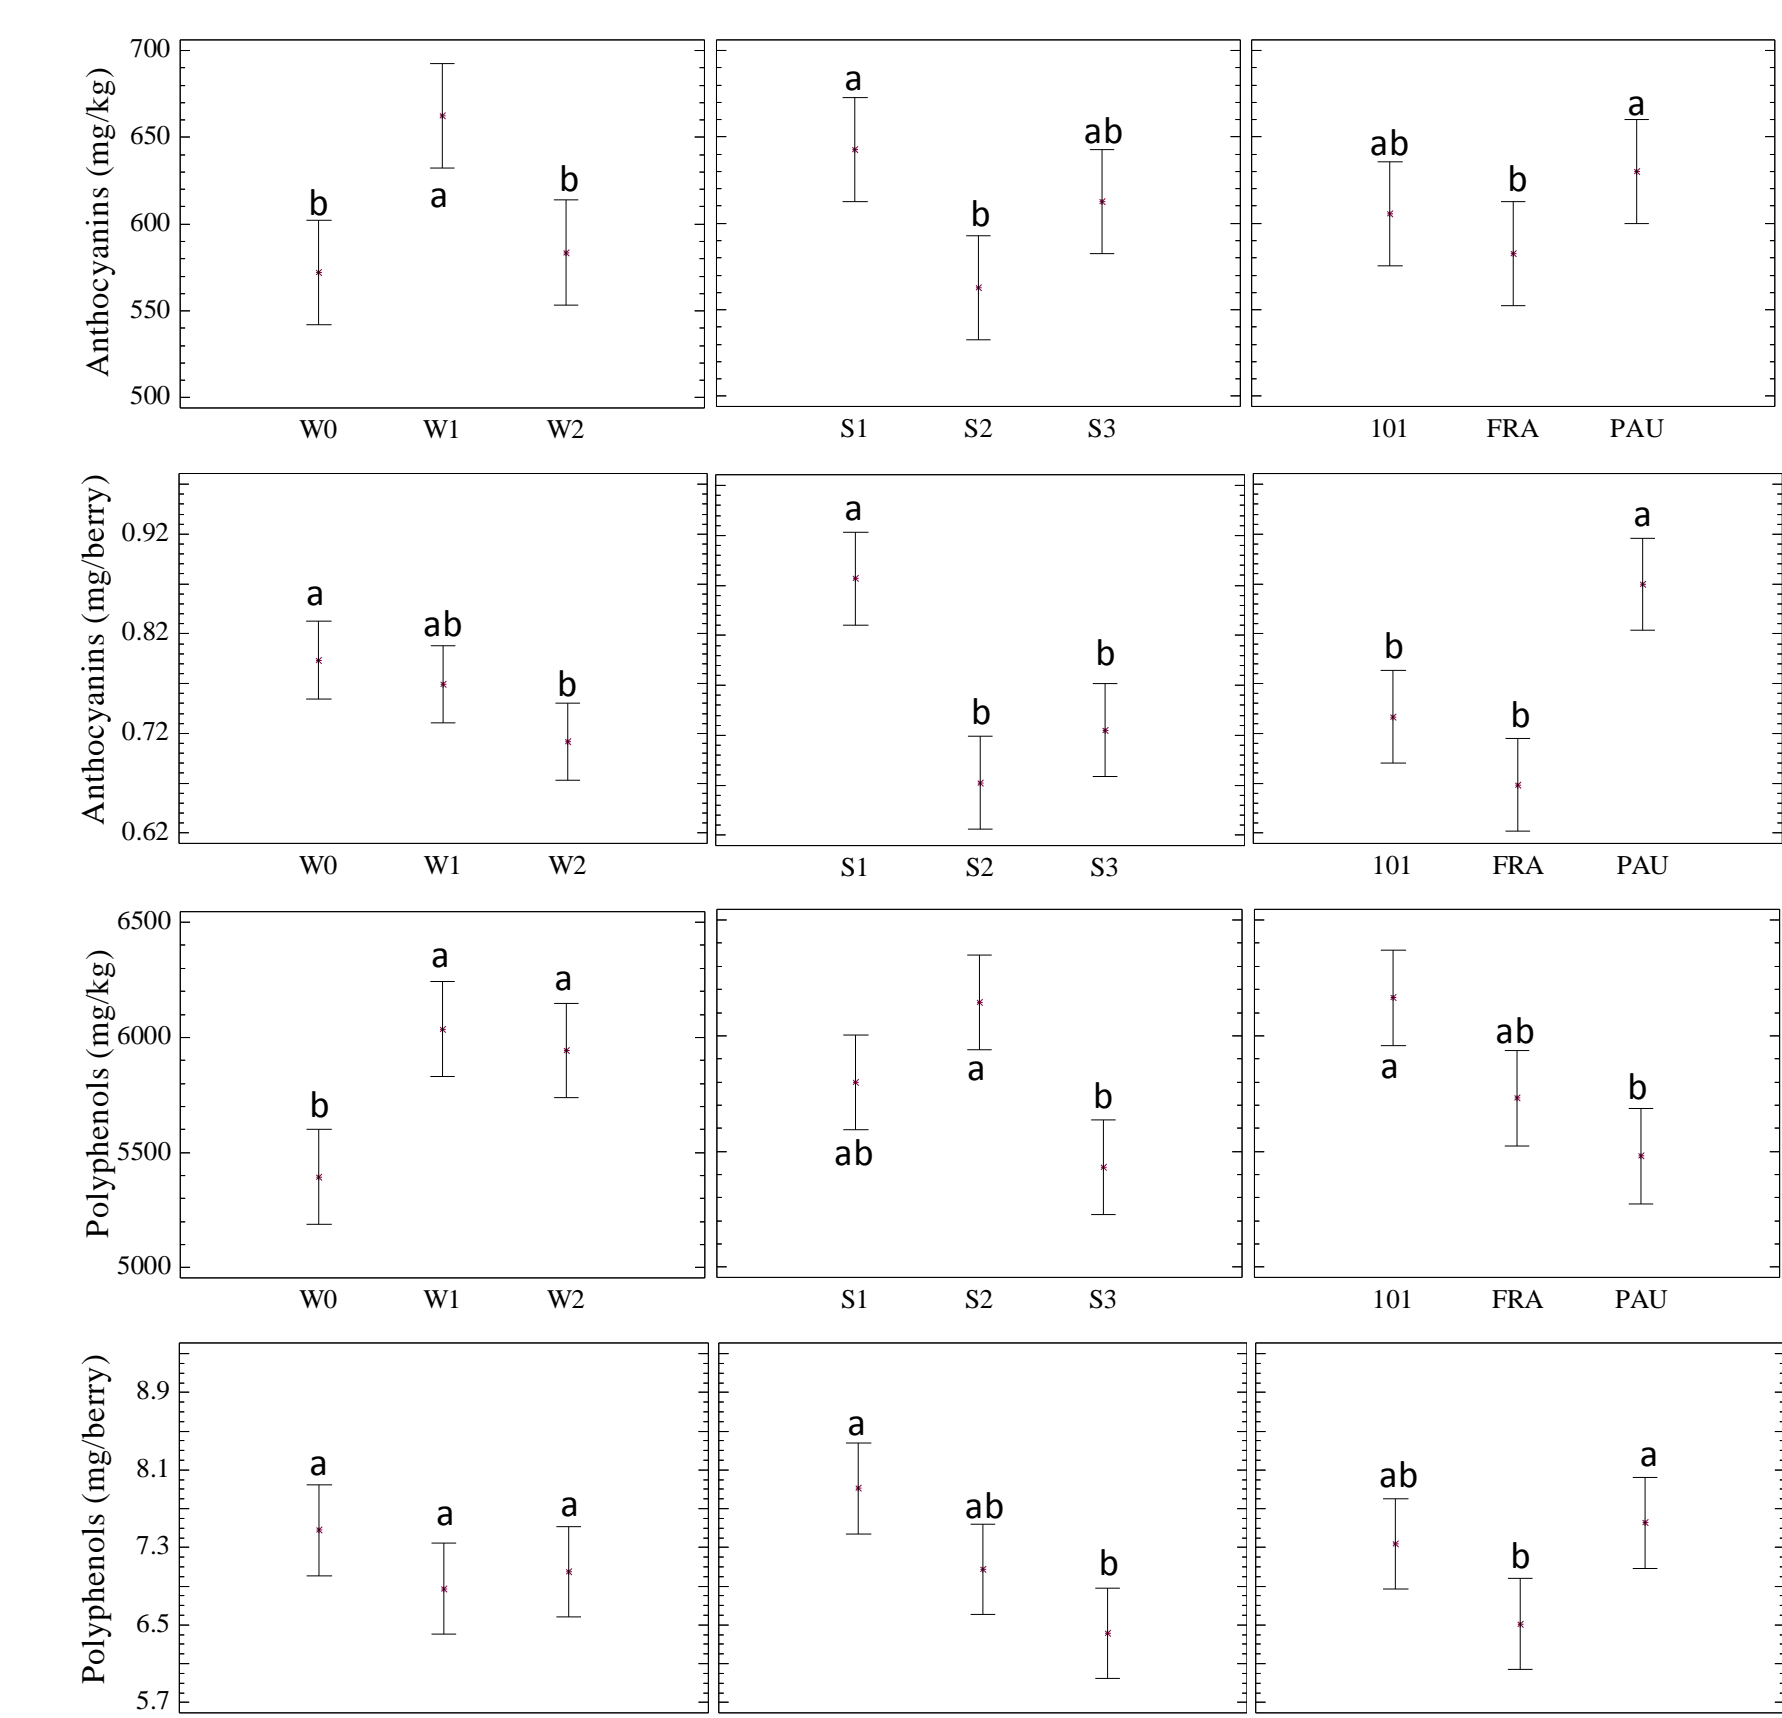 Anthocyanins (mg/kg)
700
650
600
550
500
b
a
b
W0 W1 W2
a
b
ab
S1 S2 S3
ab
b
a
101 FRA PAU
Anthocyanins (mg/berry)
0.92
0.82
0.72
0.62
a
ab
b
W0 W1 W2
a
b
b
S1 S2 S3
b
b
a
101 FRA PAU
Polyphenols (mg/kg)
6500
6000
5500
5000
b
a
a
W0 W1 W2
ab
a
b
S1 S2 S3
a
ab
b
101 FRA PAU
Polyphenols (mg/berry)
8.9
8.1
7.3
6.5
5.7
a
a
a
a
ab
b
ab
b
a